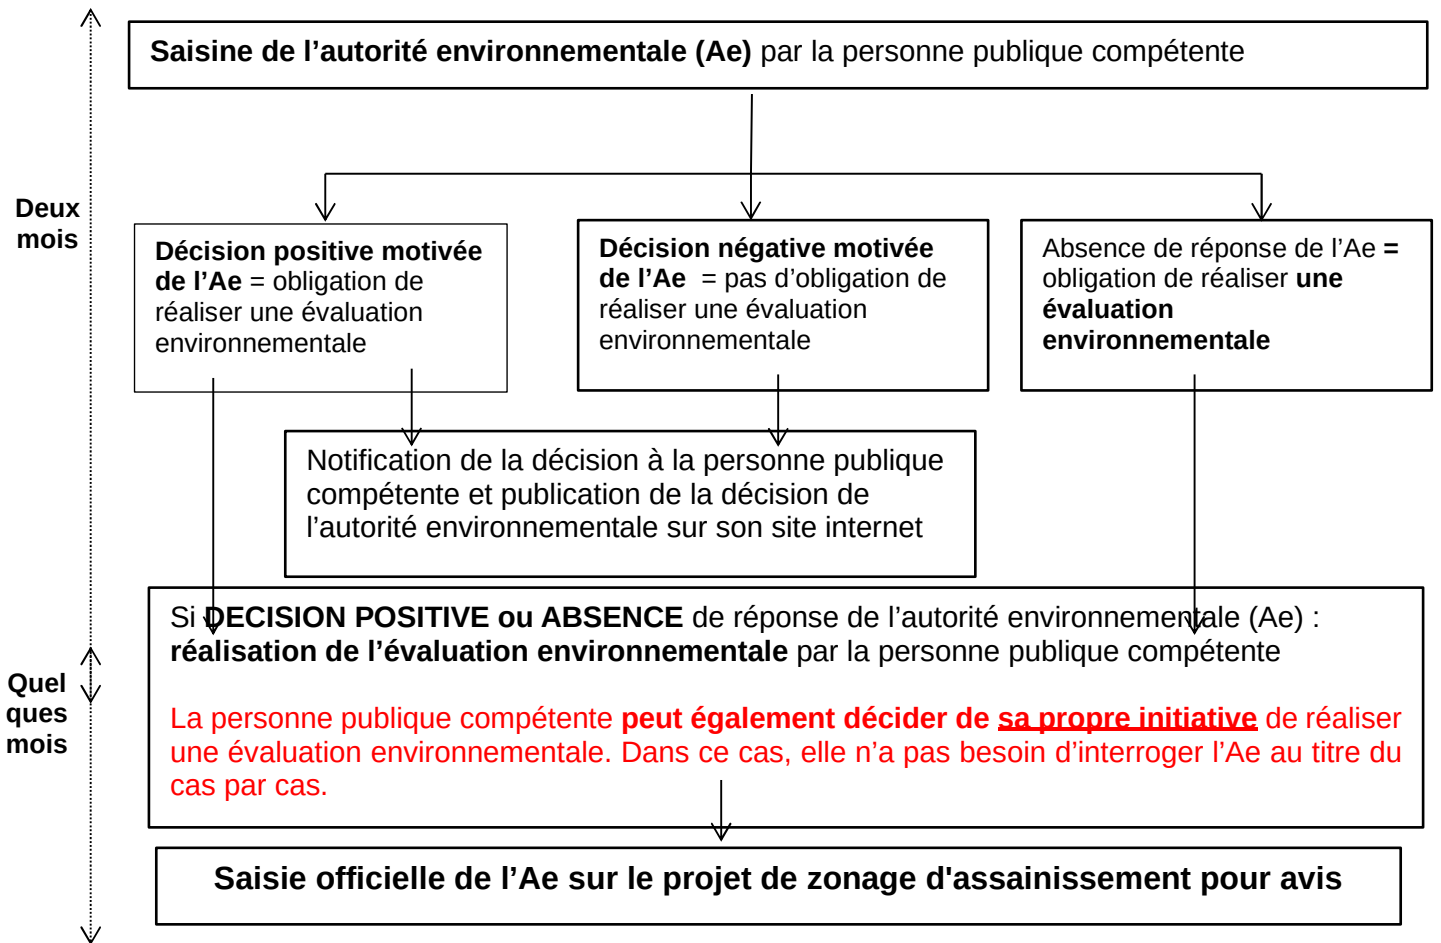 Saisine de l’autorité environnementale (Ae) par la personne publique compétente
Deux
mois
Décision positive motivée
de l’Ae = obligation de
réaliser une évaluation
environnementale
Décision négative motivée
de l’Ae = pas d’obligation de
réaliser une évaluation
environnementale
Absence de réponse de l’Ae =
obligation de réaliser une
évaluation
environnementale
Notification de la décision à la personne publique
compétente et publication de la décision de
l’autorité environnementale sur son site internet
Quel
ques
mois
Si DECISION POSITIVE ou ABSENCE de réponse de l’autorité environnementale (Ae) :
réalisation de l’évaluation environnementale par la personne publique compétente
La personne publique compétente peut également décider de sa propre initiative de réaliser
une évaluation environnementale. Dans ce cas, elle n’a pas besoin d’interroger l’Ae au titre du
cas par cas.
Saisie officielle de l’Ae sur le projet de zonage d'assainissement pour avis